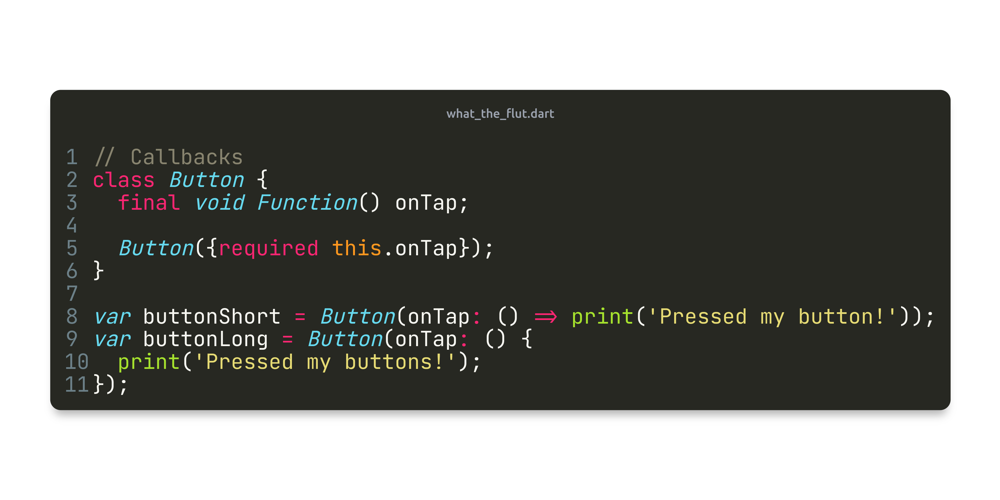 what_the_flut.dart
1 // Callbacks
2 class Button {
3   final void Function() onTap;
4
5   Button({required this.onTap});
6 }
7
8 var buttonShort = Button(onTap: () => print('Pressed my button!'));
9 var buttonLong = Button(onTap: () {
10   print('Pressed my buttons!');
11 });